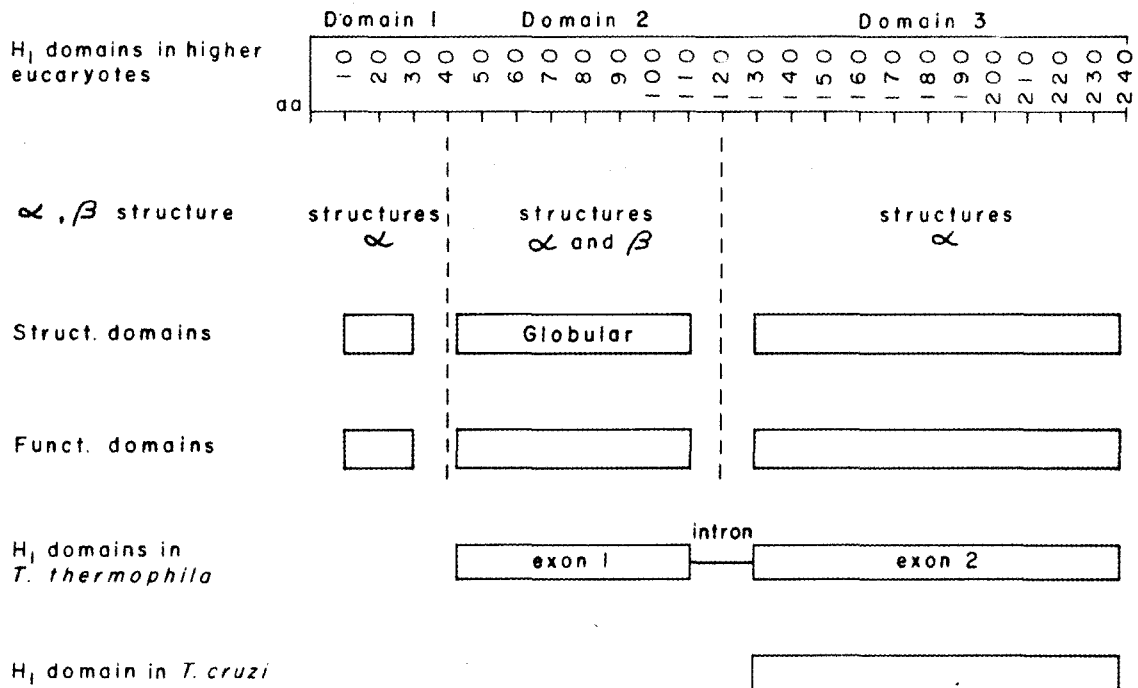 Domain 1 Domain 2 Domain 3
H₁ domains in higher
eucaryotes
aa
10 20 30 40 50 60 70 80 90 100 110 120 130 140 150 160 170 180 190 200 210 220 230 240
α , β structure
structures
α
structures
α and β
structures
α
Struct. domains
Globular
Funct. domains
intron
H₁ domains in
T. thermophila
exon 1
exon 2
H₁ domain in T. cruzi